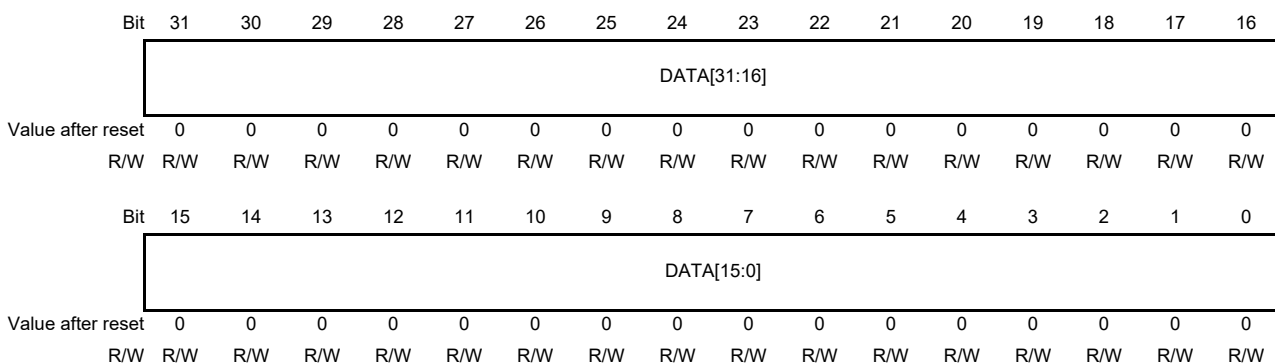 Bit 31 30 29 28 27 26 25 24 23 22 21 20 19 18 17 16
DATA[31:16]
Value after reset 0 0 0 0 0 0 0 0 0 0 0 0 0 0 0 0
R/W R/W R/W R/W R/W R/W R/W R/W R/W R/W R/W R/W R/W R/W R/W R/W R/W
Bit 15 14 13 12 11 10 9 8 7 6 5 4 3 2 1 0
DATA[15:0]
Value after reset 0 0 0 0 0 0 0 0 0 0 0 0 0 0 0 0
R/W R/W R/W R/W R/W R/W R/W R/W R/W R/W R/W R/W R/W R/W R/W R/W R/W